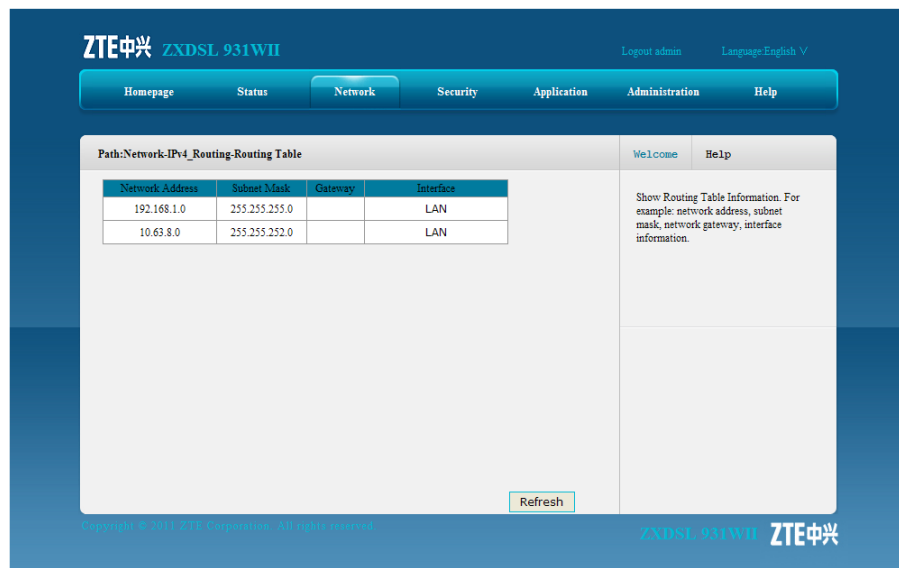 ZTE中兴 ZXDSL 931WII
Logout admin Language:English V
Homepage Status Network Security Application Administration Help
Path:Network-IPv4_Routing-Routing Table
Welcome Help
Network Address Subnet Mask Gateway Interface
192.168.1.0 255.255.255.0 LAN
10.63.8.0 255.255.252.0 LAN
Show Routing Table Information. For
example: network address, subnet
mask, network gateway, interface
information.
Refresh
Copyright © 2011 ZTE Corporation. All rights reserved.
ZXDSL 931WII ZTE中兴